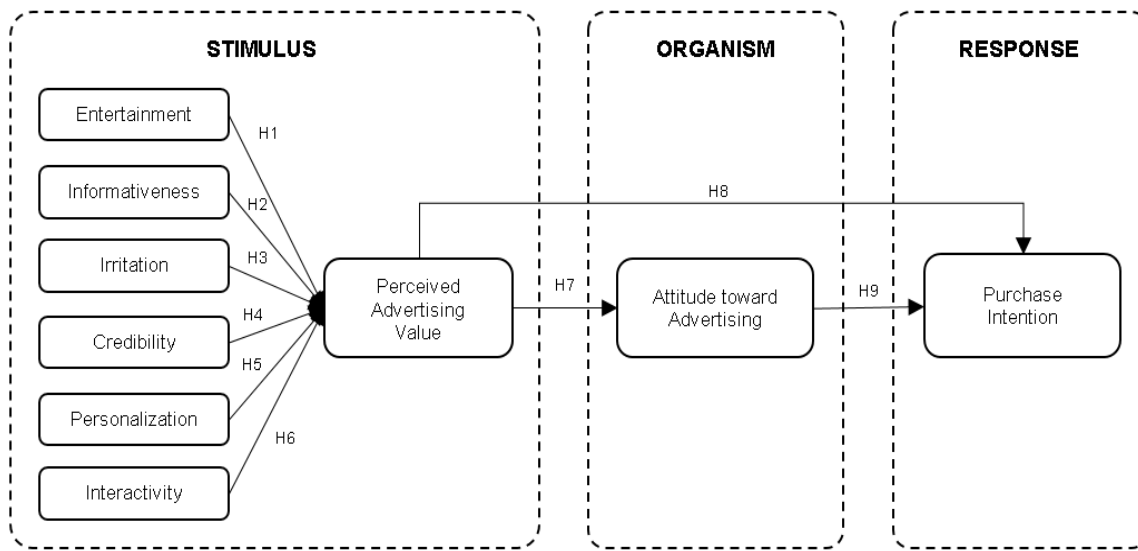 STIMULUS
ORGANISM
RESPONSE
Entertainment
H1
Informativeness
H2
Irritation
H3
Credibility
H4
H5
Personalization
H6
Interactivity
Perceived
Advertising
Value
H7
H8
Attitude toward
Advertising
H9
Purchase
Intention